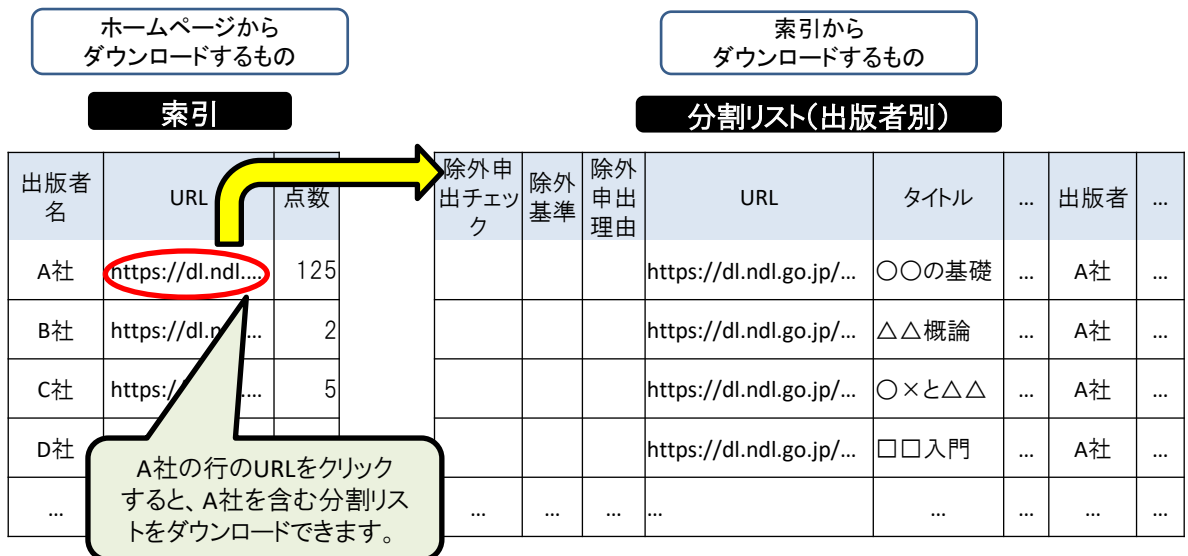 ホームページから
ダウンロードするもの
索引から
ダウンロードするもの
索引
分割リスト（出版者別）
出版者
名
URL
点数
除外申
出チェッ
ク
除外
基準
除外
申出
理由
URL
タイトル
...
出版者
...
A社
https://dl.ndl....
125
https://dl.ndl.go.jp/...
○○の基礎
...
A社
...
B社
https://dl.n
...
2
https://dl.ndl.go.jp/...
△△概論
...
A社
...
C社
https:/
....
5
https://dl.ndl.go.jp/...
○×と△△
...
A社
...
D社
https://dl.ndl.go.jp/...
□□入門
...
A社
...
...
A社の行のURLをクリック
すると、A社を含む分割リス
トをダウンロードできます。
...
...
...
...
...
...
...
...